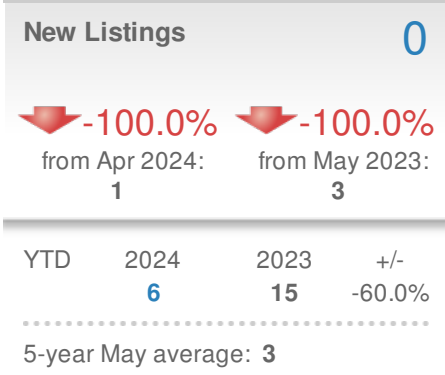 New Listings 0
-100.0% -100.0%
from Apr 2024: from May 2023:
1 3
YTD 2024 2023 +/-
6 15 -60.0%
5-year May average: 3